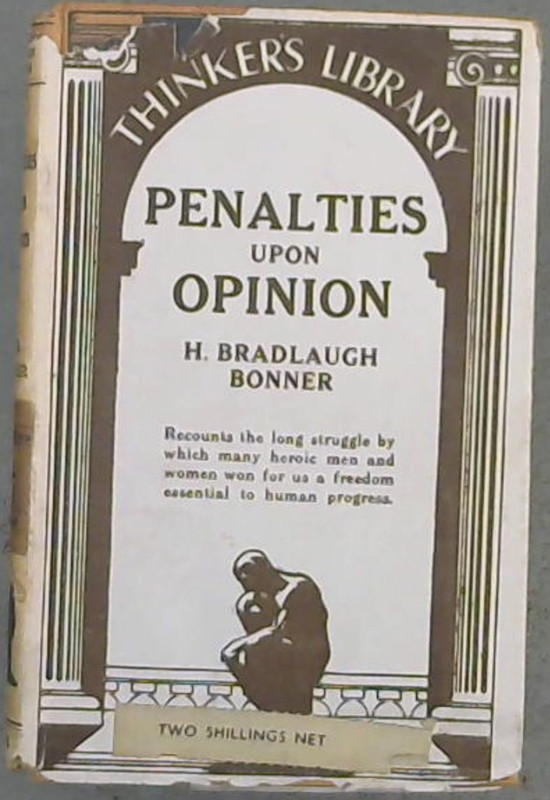 THINKER'S LIBRARY
PENALTIES
UPON
OPINION
H. BRADLAUGH
BONNER
Recounts the long struggle by
which many heroic men and
women won for us a freedom
essential to human progress.
TWO SHILLINGS NET